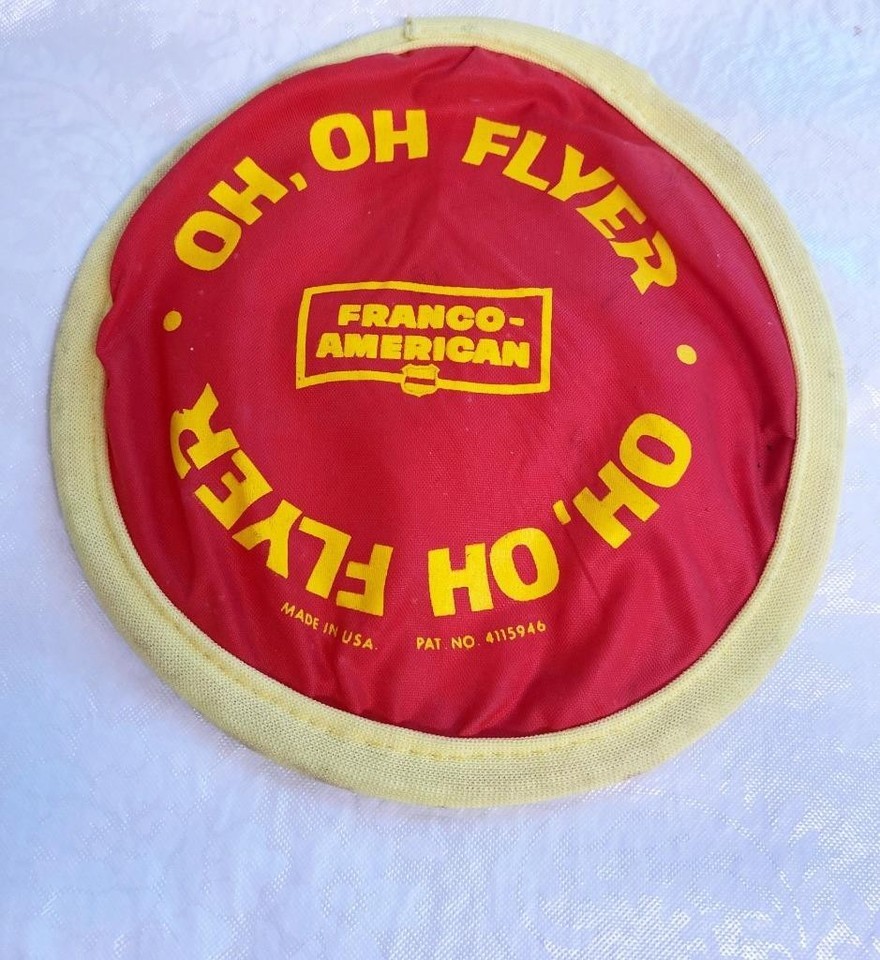 OH, OH FLYER
FRANCO-
AMERICAN
OH, OH FLYER
MADE IN USA. PAT. NO. 4115946